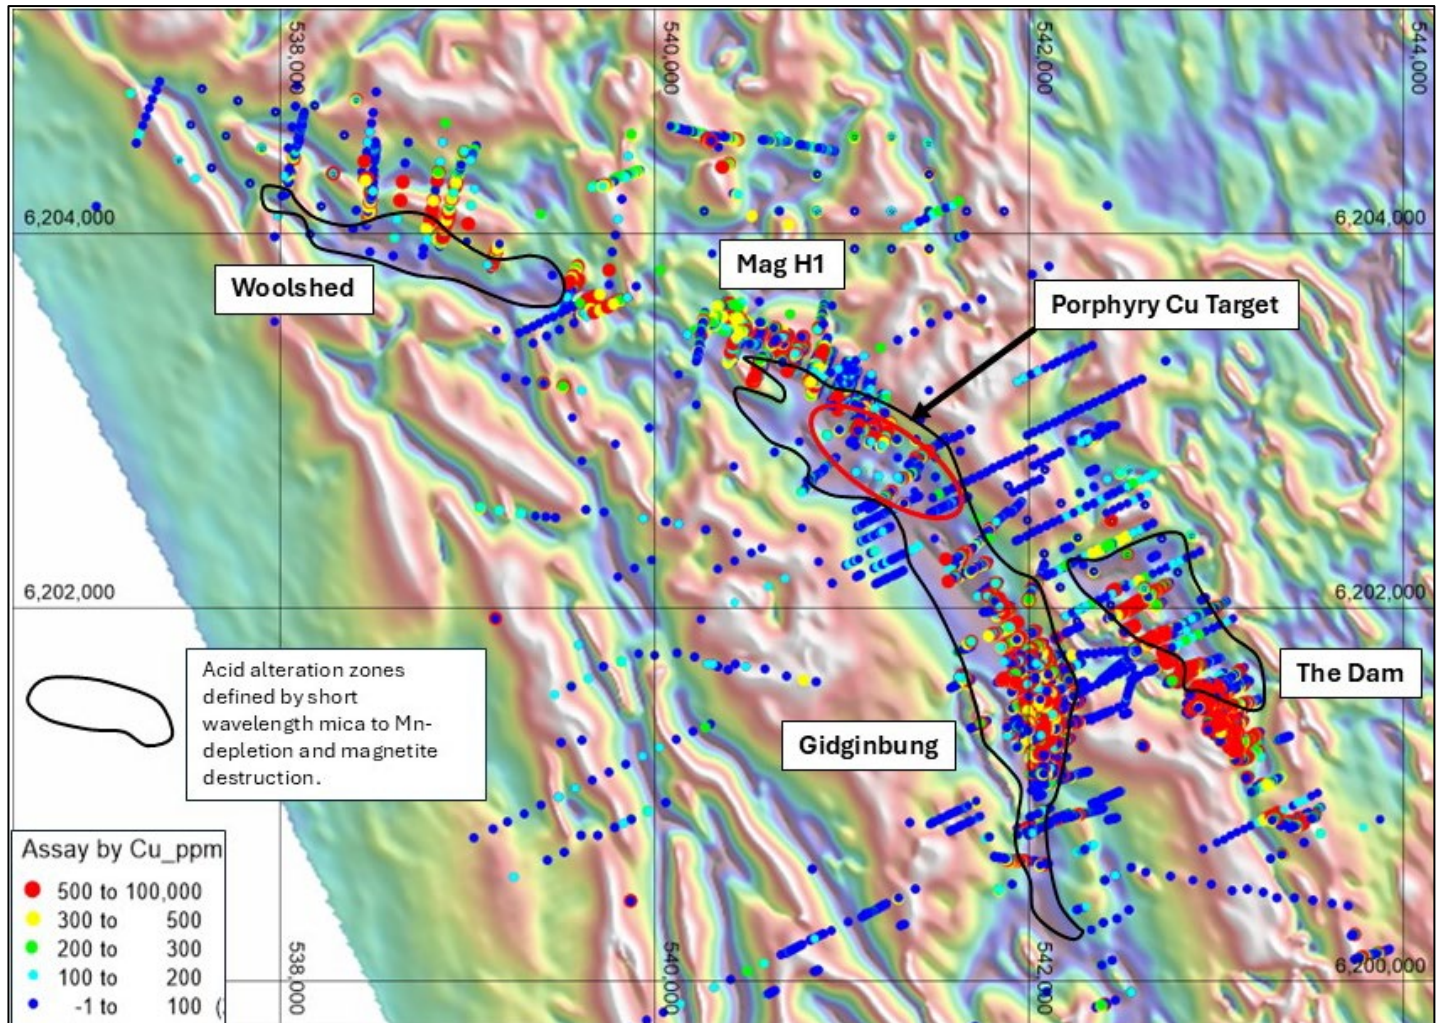 538,000
540,000
542,000
544,000
6,204,000
6,204,000
Mag H1
Woolshed
Porphyry Cu Target
6,202,000
6,202,000
Acid alteration zones
defined by short
wavelength mica to Mn-
depletion and magnetite
destruction.
The Dam
Gidginbung
Assay by Cu_ppm
500 to 100,000
300 to 500
200 to 300
100 to 200
-1 to 100 (
6,200,000
538,000
540,000
542,000